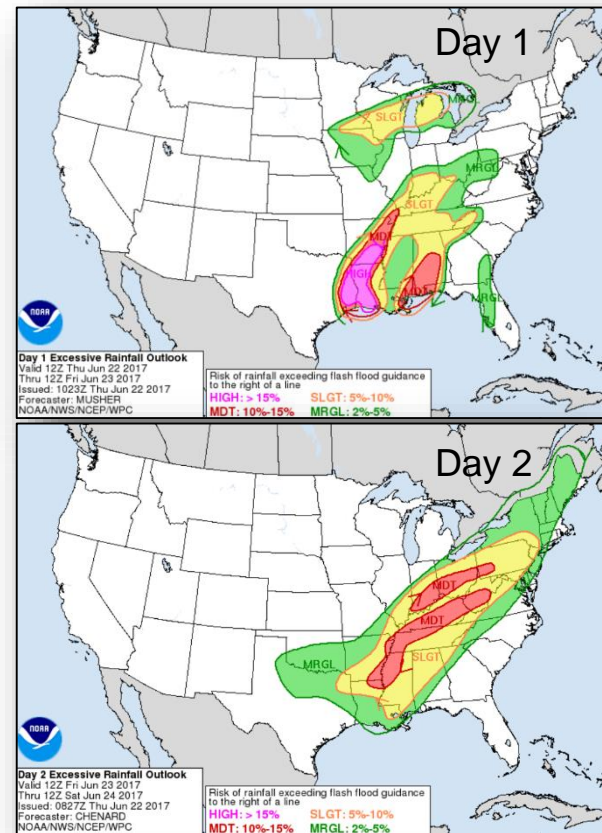 Day 1
MRGL
SLGT
MRGL
SLGT
MDT
HIGH
MDT
MRGL
NOAA
Day 1 Excessive Rainfall Outlook
Valid 12Z Thu Jun 22 2017
Thru 12Z Fri Jun 23 2017
Issued: 1023Z Thu Jun 22 2017
Forecaster: MUSHER
NOAA/NWS/NCEP/WPC
Risk of rainfall exceeding flash flood guidance
to the right of a line
HIGH: > 15% SLGT: 5%-10%
MDT: 10%-15% MRGL: 2%-5%
Day 2
MDT
MDT
SLGT
MRGL
NOAA
Day 2 Excessive Rainfall Outlook
Valid 12Z Fri Jun 23 2017
Thru 12Z Sat Jun 24 2017
Issued: 0827Z Thu Jun 22 2017
Forecaster: CHENARD
NOAA/NWS/NCEP/WPC
Risk of rainfall exceeding flash flood guidance
to the right of a line
HIGH: > 15% SLGT: 5%-10%
MDT: 10%-15% MRGL: 2%-5%